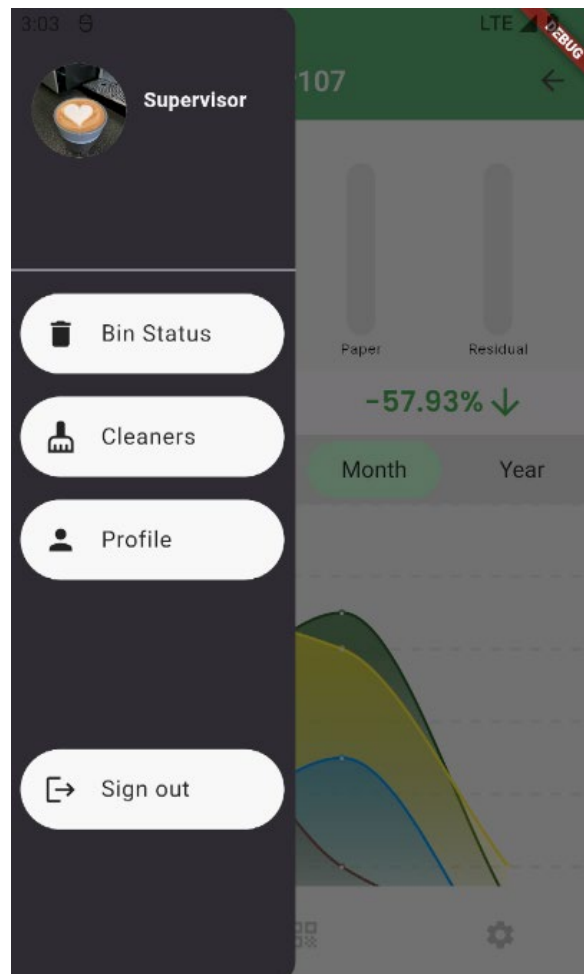 3:03 LTE
DEBUG
107
Supervisor
Paper Residual
Bin Status
-57.93%
Cleaners
Month Year
Profile
Sign out